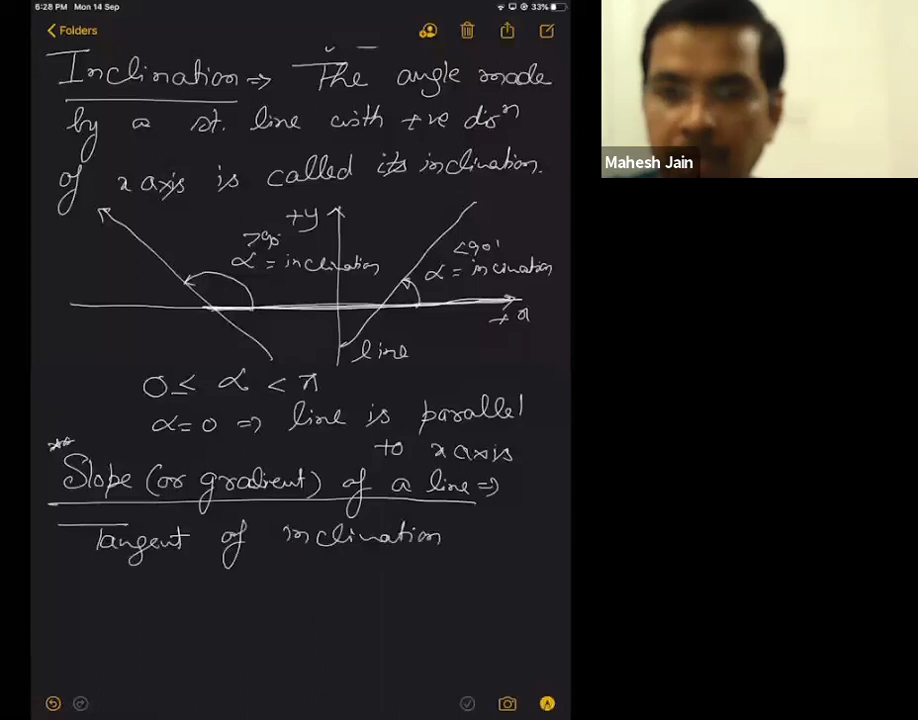 6:28 PM Mon 14 Sep
33%
Folders
Inclination ⇒ The angle made
by a st. line with +ve dirⁿ
of x axis is called its inclination.
+y
>90°
α = inclination
<90°
α = inclination
+x
line
0 ≤ α < π
α = 0 ⇒ line is parallel
to x axis
** Slope (or gradient) of a line ⇒
Tangent of inclination
Mahesh Jain